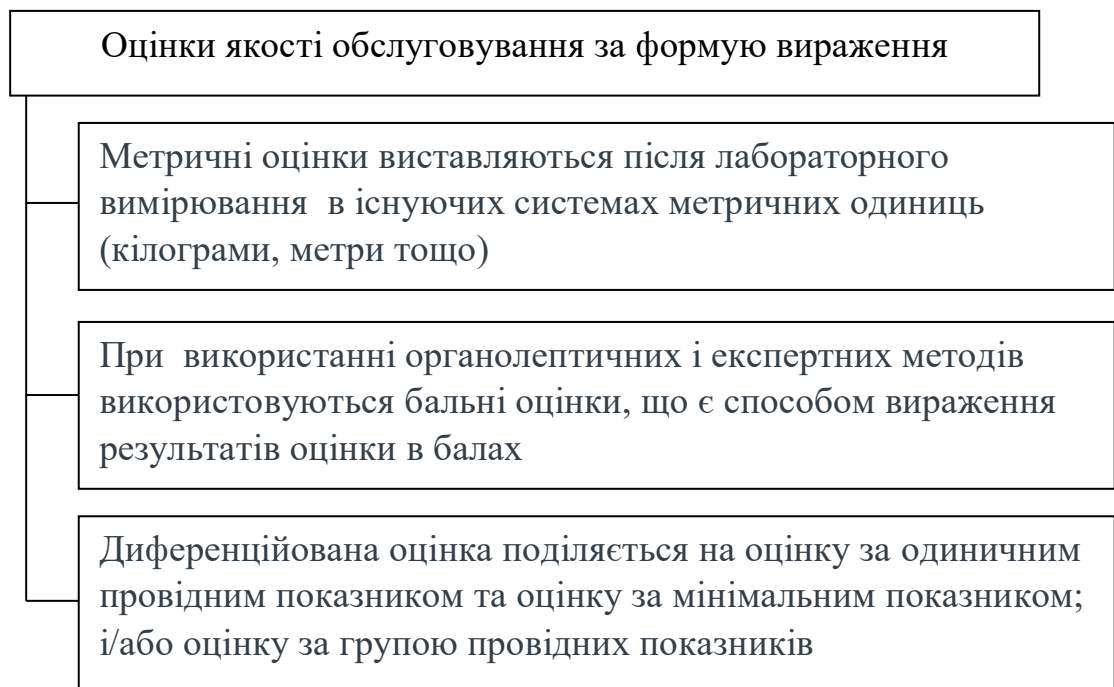 Оцінки якості обслуговування за формую вираження
Метричні оцінки виставляються після лабораторного
вимірювання в існуючих системах метричних одиниць
(кілограми, метри тощо)
При використанні органолептичних і експертних методів
використовуються бальні оцінки, що є способом вираження
результатів оцінки в балах
Диференційована оцінка поділяється на оцінку за одиничним
провідним показником та оцінку за мінімальним показником;
і/або оцінку за групою провідних показників